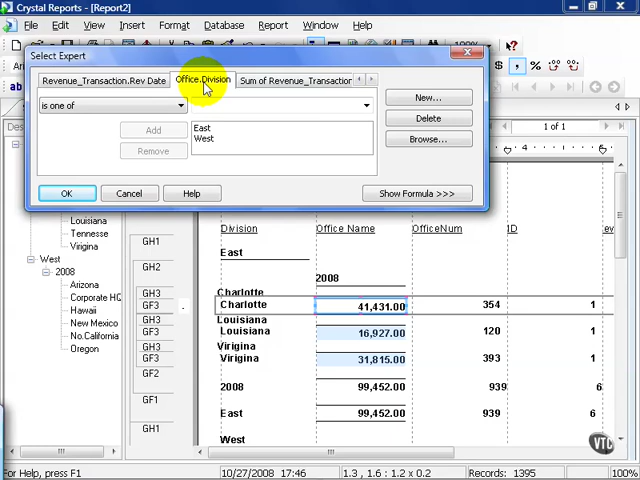 Crystal Reports - [Report2]
File Edit View Insert Format Database Report Window Help
Select Expert
Revenue_Transaction.Rev Date Office.Division Sum of Revenue_Transaction
is one of
New...
Add East Delete
Remove West Browse...
OK Cancel Help Show Formula >>>
100%
$ , %
ab
1 of 1
Louisiana
Tennesse
Virigina
West
2008
Arizona
Corporate HQ
Hawaii
New Mexico
No.California
Oregon
Division Office Name OfficeNum ID
GH1 East
GH2 2008
GH3 Charlotte
GF3 Charlotte 41,431.00 354 1
GH3 Louisiana
GF3 Louisiana 16,927.00 120 1
GH3 Virigina
GF3 Virigina 31,815.00 393 1
GF2 2008 99,452.00 939 6
GF1 East 99,452.00 939 6
GH1 West
VTC
For Help, press F1 10/27/2008 17:46 1.3 , 1.6 : 1.2 x 0.2 Records: 1395 100%